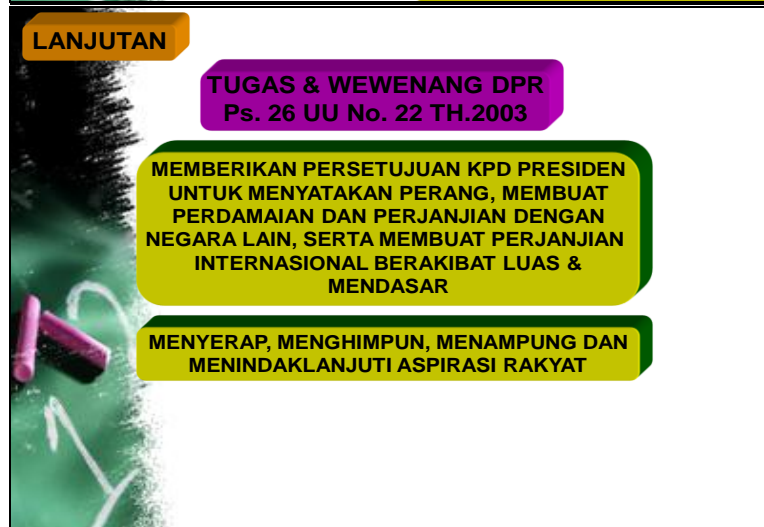 LANJUTAN
TUGAS & WEWENANG DPR
Ps. 26 UU No. 22 TH.2003
MEMBERIKAN PERSETUJUAN KPD PRESIDEN
UNTUK MENYATAKAN PERANG, MEMBUAT
PERDAMAIAN DAN PERJANJIAN DENGAN
NEGARA LAIN, SERTA MEMBUAT PERJANJIAN
INTERNASIONAL BERAKIBAT LUAS &
MENDASAR
MENYERAP, MENGHIMPUN, MENAMPUNG DAN
MENINDAKLANJUTI ASPIRASI RAKYAT